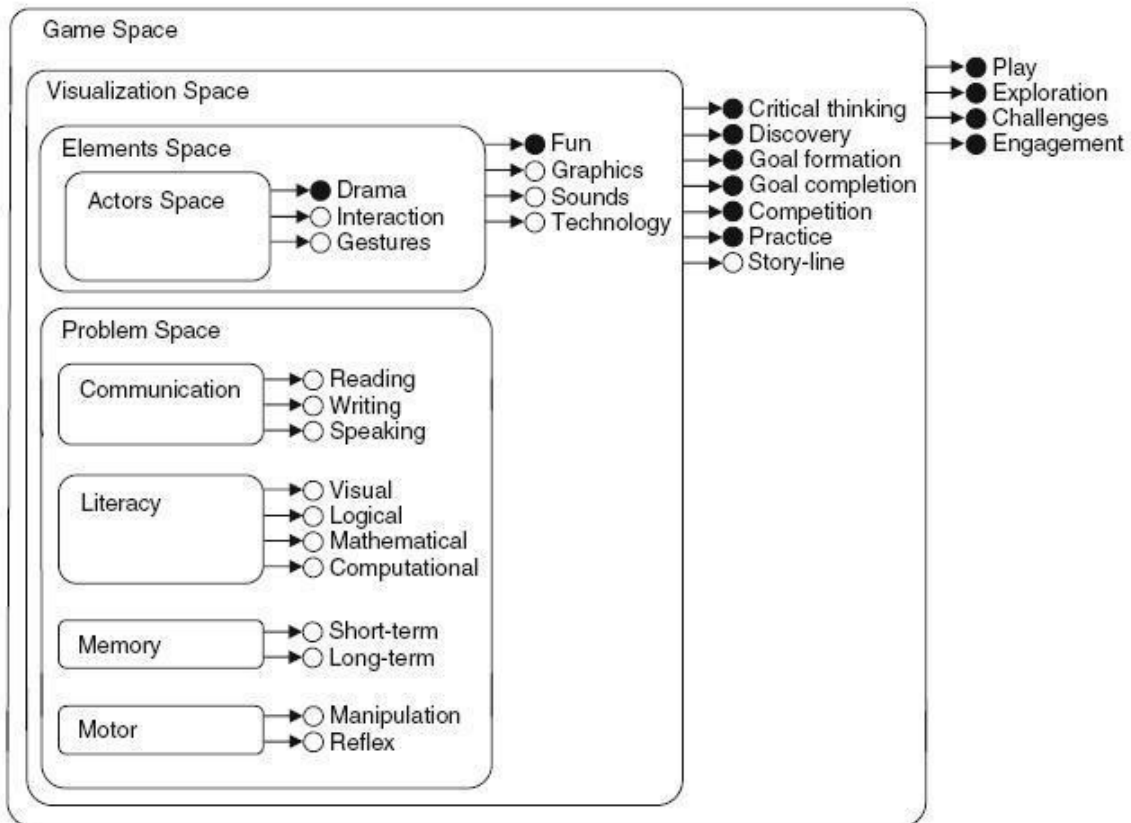 Game Space
Visualization Space
Elements Space
Actors Space
Drama
Interaction
Gestures
Fun
Graphics
Sounds
Technology
Critical thinking
Discovery
Goal formation
Goal completion
Competition
Practice
Story-line
Play
Exploration
Challenges
Engagement
Problem Space
Communication
Reading
Writing
Speaking
Literacy
Visual
Logical
Mathematical
Computational
Memory
Short-term
Long-term
Motor
Manipulation
Reflex